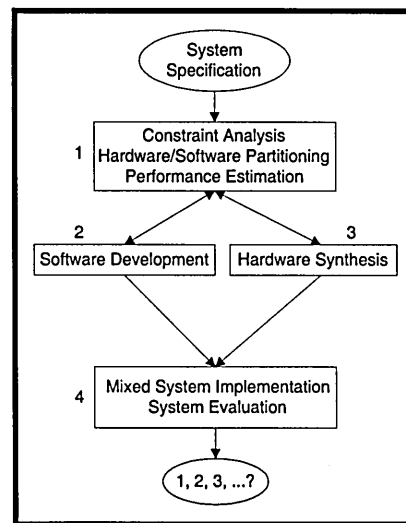 System
Specification
1
Constraint Analysis
Hardware/Software Partitioning
Performance Estimation
2
Software Development
3
Hardware Synthesis
4
Mixed System Implementation
System Evaluation
1, 2, 3, ...?